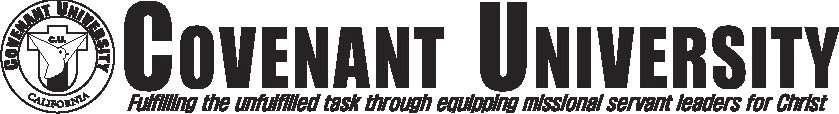 COVENANT UNIVERSITY
C.U.
CALIFORNIA
COVENANT UNIVERSITY
Fulfilling the unfulfilled task through equipping missional servant leaders for Christ